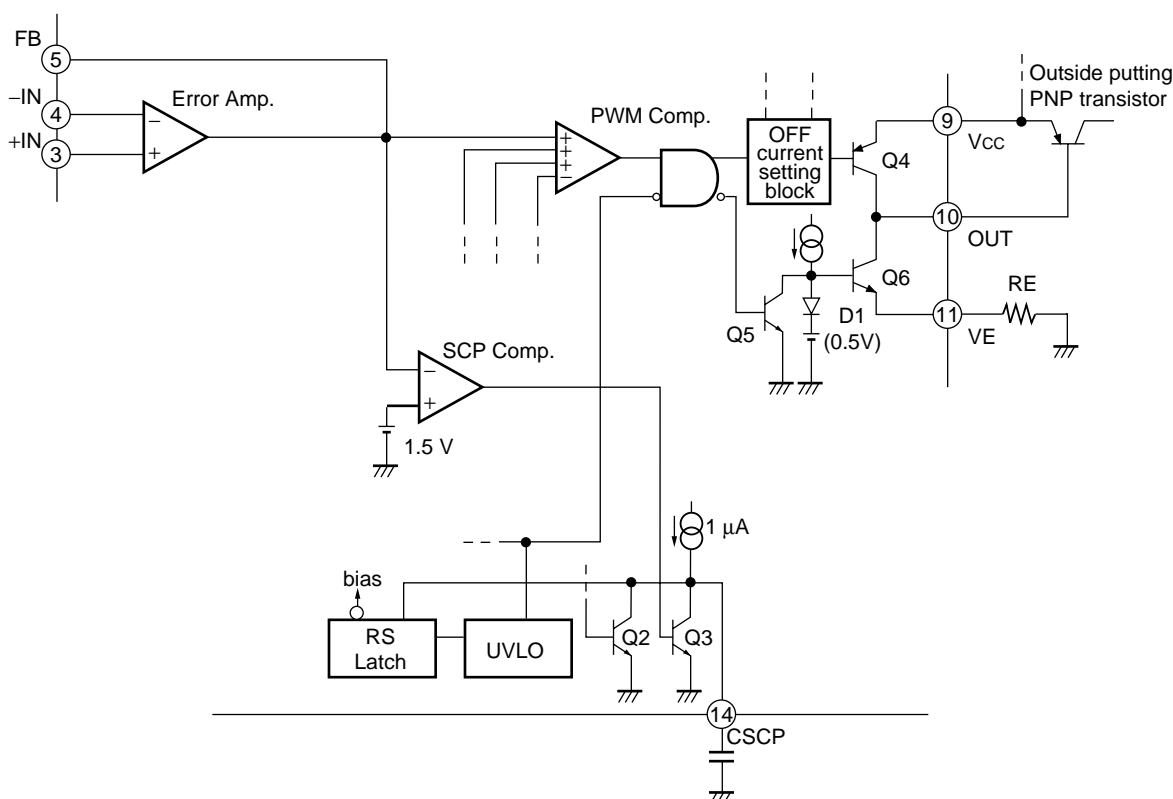 FB
5
−IN
4
+IN
3
Error Amp.
−
+
PWM Comp.
+
+
+
−
OFF
current
setting
block
Q4
9
VCC
Outside putting
PNP transistor
10
OUT
Q6
11
VE
RE
Q5
D1
(0.5V)
SCP Comp.
−
+
1.5 V
1 μA
bias
RS
Latch
UVLO
Q2
Q3
14
CSCP